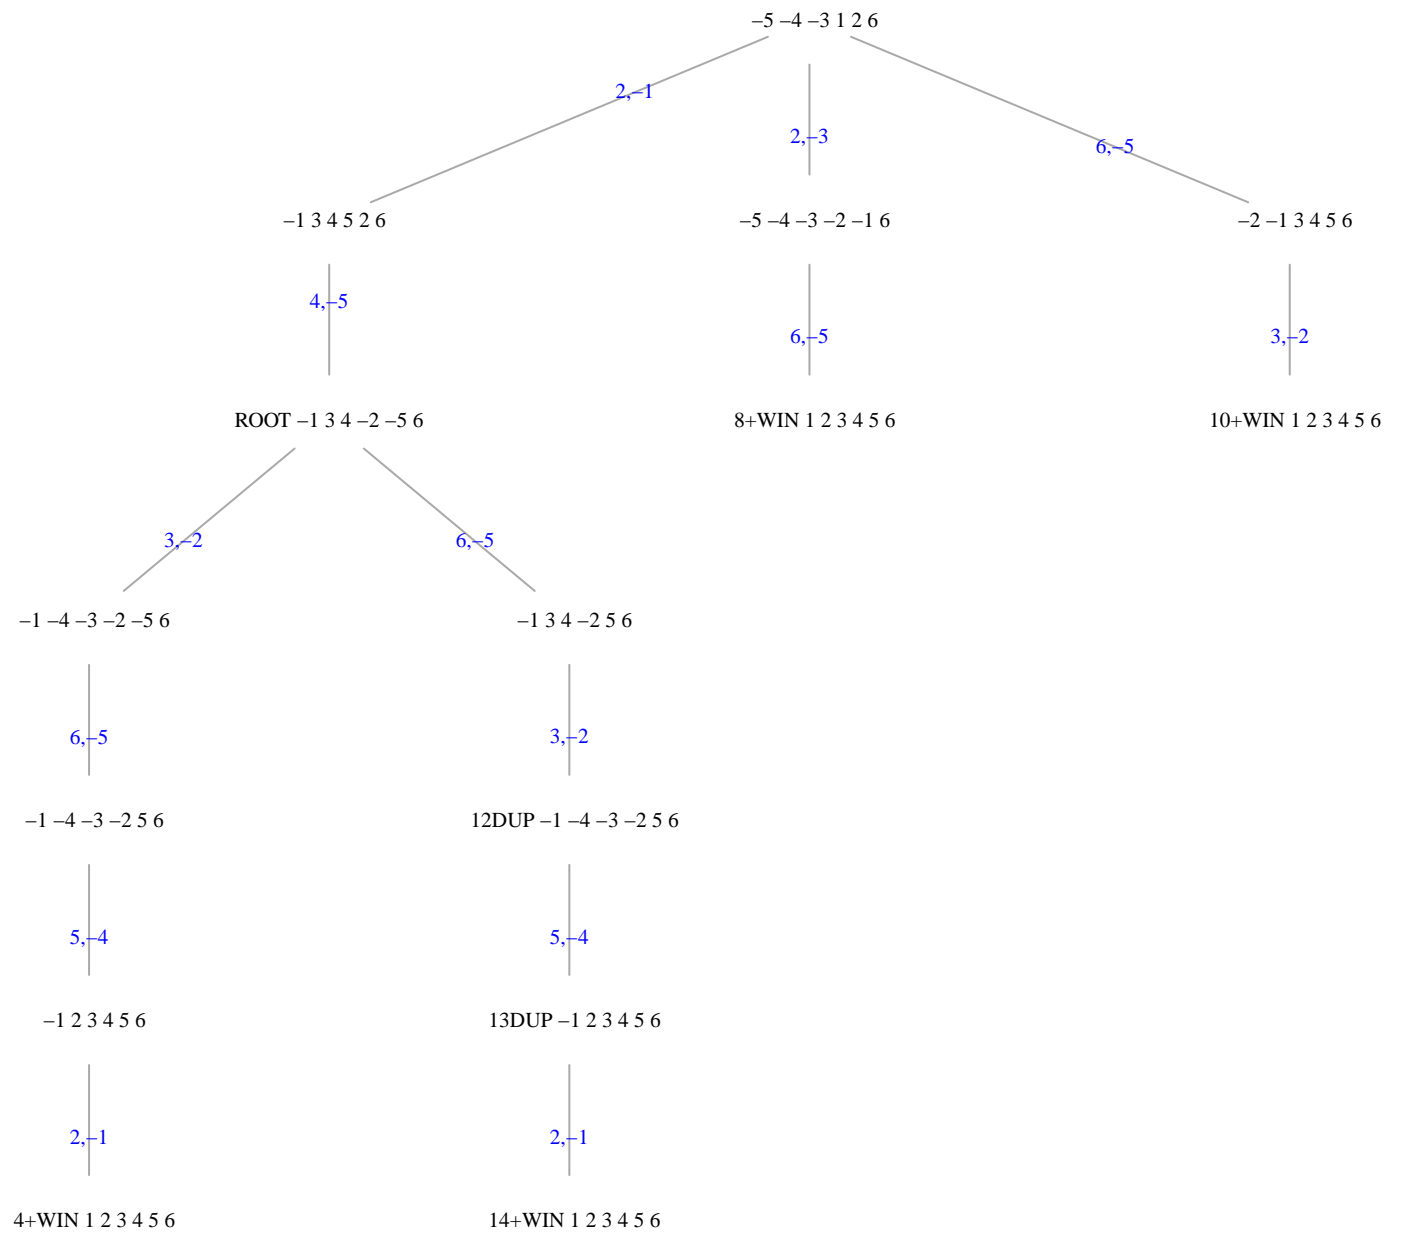 –5 –4 –3 1 2 6
2,–1
2,–3
6,–5
–1 3 4 5 2 6
–5 –4 –3 –2 –1 6
–2 –1 3 4 5 6
4,–5
6,–5
3,–2
ROOT –1 3 4 –2 –5 6
8+WIN 1 2 3 4 5 6
10+WIN 1 2 3 4 5 6
3,–2
6,–5
–1 –4 –3 –2 –5 6
–1 3 4 –2 5 6
6,–5
3,–2
–1 –4 –3 –2 5 6
12DUP –1 –4 –3 –2 5 6
5,–4
5,–4
–1 2 3 4 5 6
13DUP –1 2 3 4 5 6
2,–1
2,–1
4+WIN 1 2 3 4 5 6
14+WIN 1 2 3 4 5 6